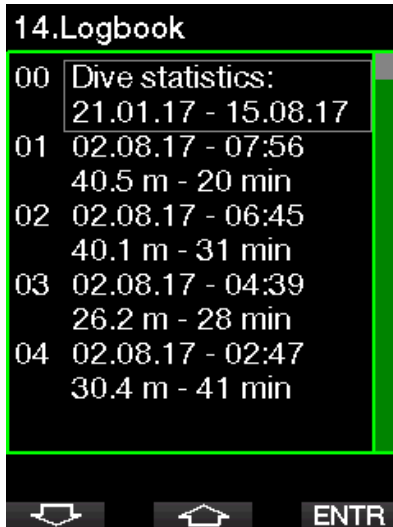 14.Logbook
00 Dive statistics:
21.01.17 - 15.08.17
01 02.08.17 - 07:56
40.5 m - 20 min
02 02.08.17 - 06:45
40.1 m - 31 min
03 02.08.17 - 04:39
26.2 m - 28 min
04 02.08.17 - 02:47
30.4 m - 41 min
ENTR